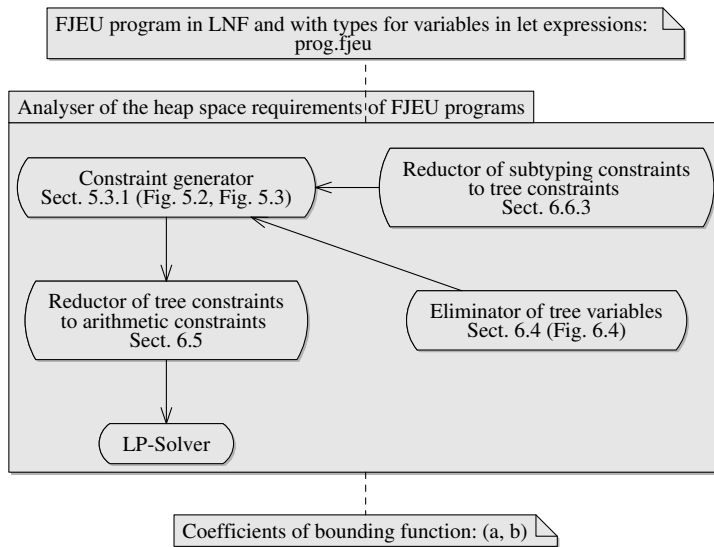 FJEU program in LNF and with types for variables in let expressions:
prog.fjeu
Analyser of the heap space requirements of FJEU programs
Constraint generator
Sect. 5.3.1 (Fig. 5.2, Fig. 5.3)
Reductor of subtyping constraints
to tree constraints
Sect. 6.6.3
Reductor of tree constraints
to arithmetic constraints
Sect. 6.5
Eliminator of tree variables
Sect. 6.4 (Fig. 6.4)
LP-Solver
Coefficients of bounding function: (a, b)